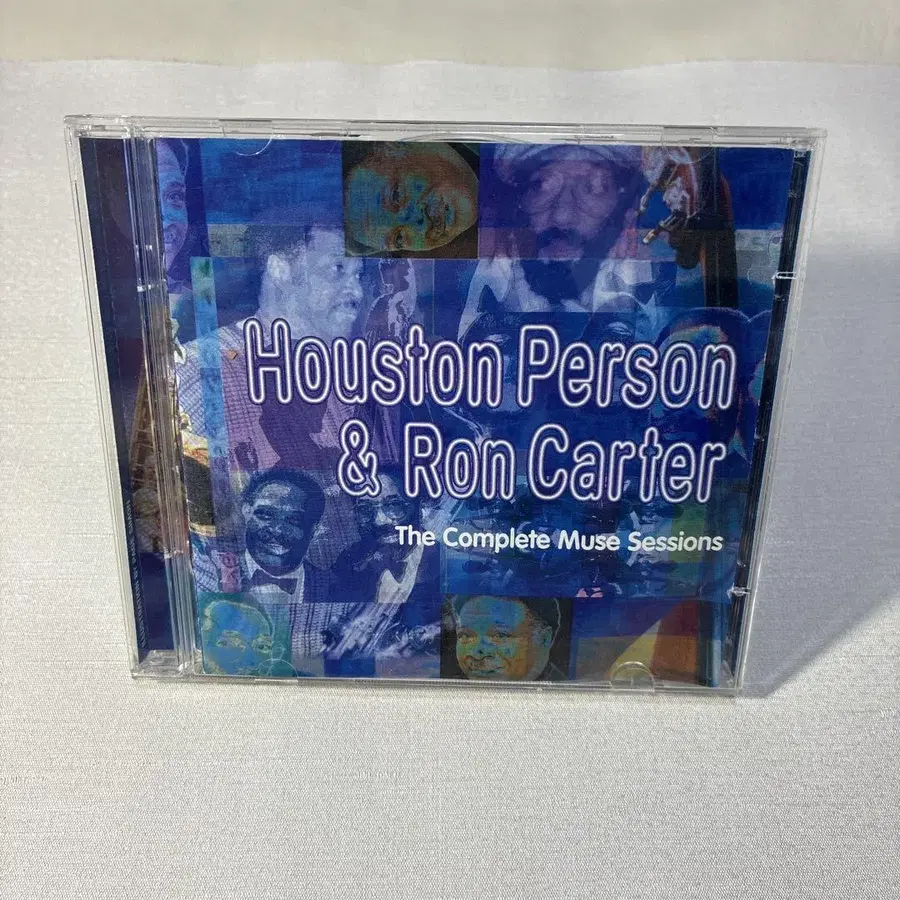 Houston Person
& Ron Carter
The Complete Muse Sessions